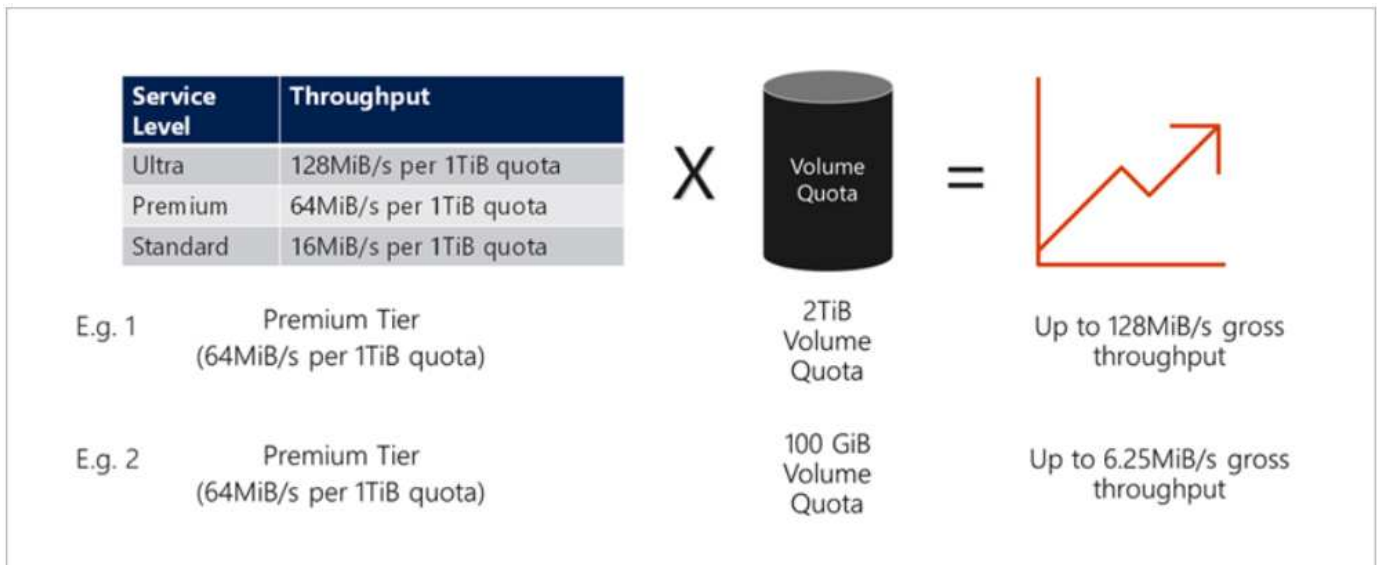 Service Level Throughput
Ultra 128MiB/s per 1TiB quota
Premium 64MiB/s per 1TiB quota
Standard 16MiB/s per 1TiB quota
X
Volume
Quota
=
E.g. 1
Premium Tier
(64MiB/s per 1TiB quota)
2TiB
Volume
Quota
Up to 128MiB/s gross
throughput
E.g. 2
Premium Tier
(64MiB/s per 1TiB quota)
100 GiB
Volume
Quota
Up to 6.25MiB/s gross
throughput